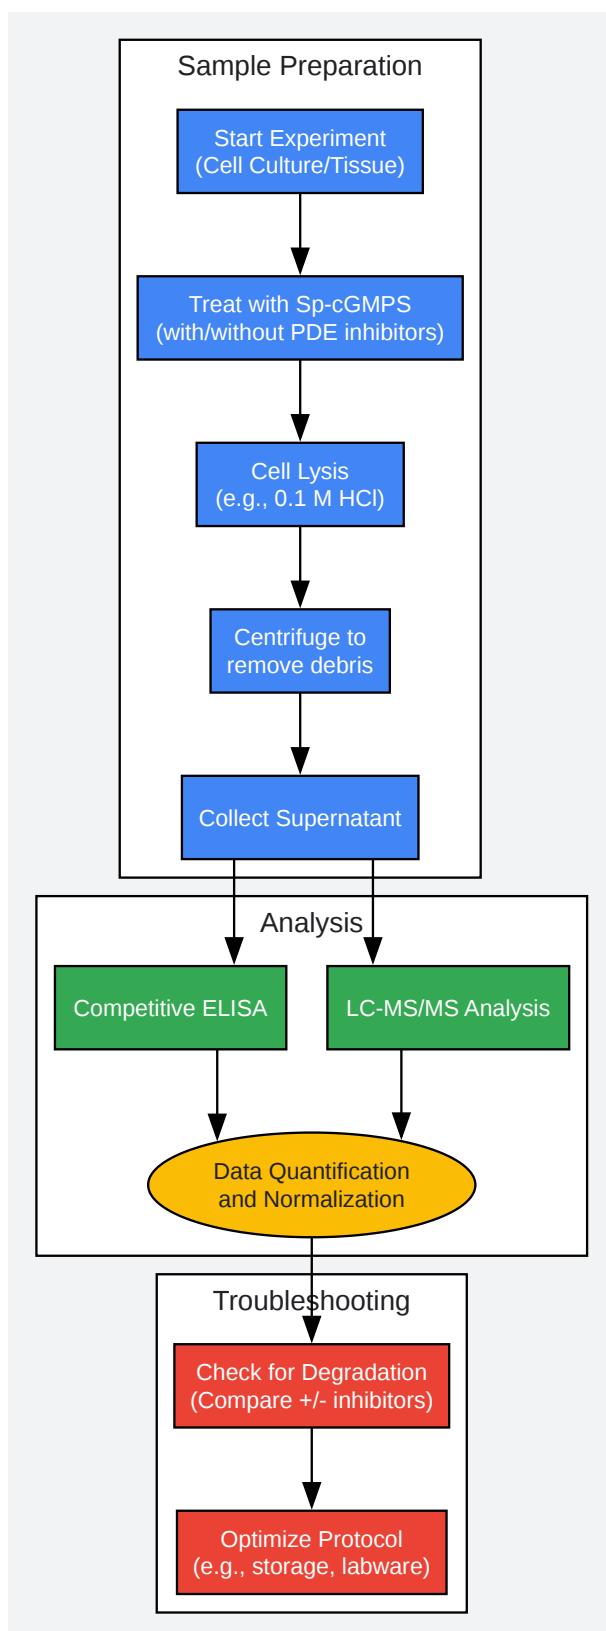 Sample Preparation
Start Experiment
(Cell Culture/Tissue)
Treat with Sp-cGMPS
(with/without PDE inhibitors)
Cell Lysis
(e.g., 0.1 M HCl)
Centrifuge to
remove debris
Collect Supernatant
Analysis
Competitive ELISA
LC-MS/MS Analysis
Data Quantification
and Normalization
Troubleshooting
Check for Degradation
(Compare +/- inhibitors)
Optimize Protocol
(e.g., storage, labware)